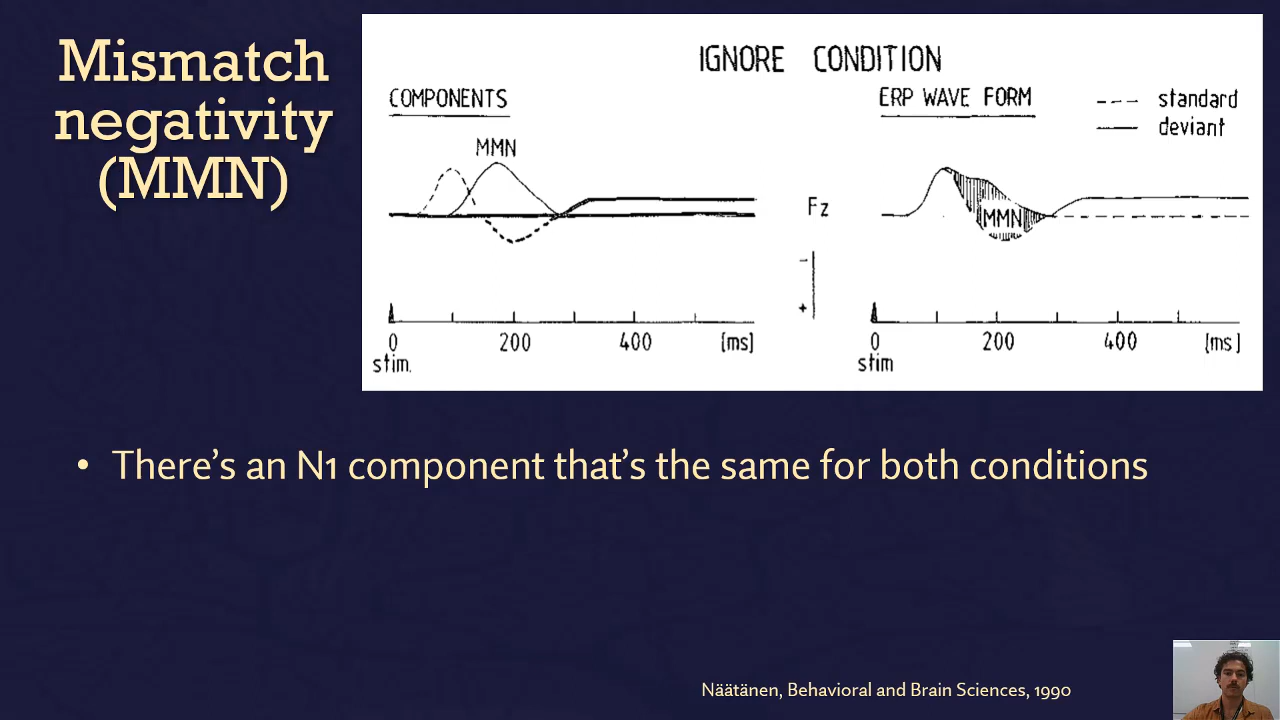 Mismatch
negativity
(MMN)
IGNORE CONDITION
COMPONENTS
MMN
0 200 400 [ms]
stim.
Fz
-
+
ERP WAVE FORM
standard
deviant
MMN
0 200 400 [ms]
stim
• There's an N1 component that's the same for both conditions
Näätänen, Behavioral and Brain Sciences, 1990